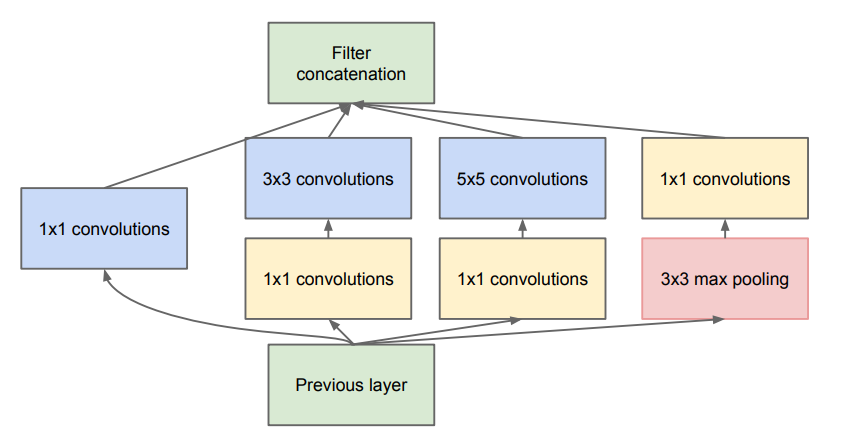 Filter
concatenation
3x3 convolutions
5x5 convolutions
1x1 convolutions
1x1 convolutions
1x1 convolutions
1x1 convolutions
3x3 max pooling
Previous layer